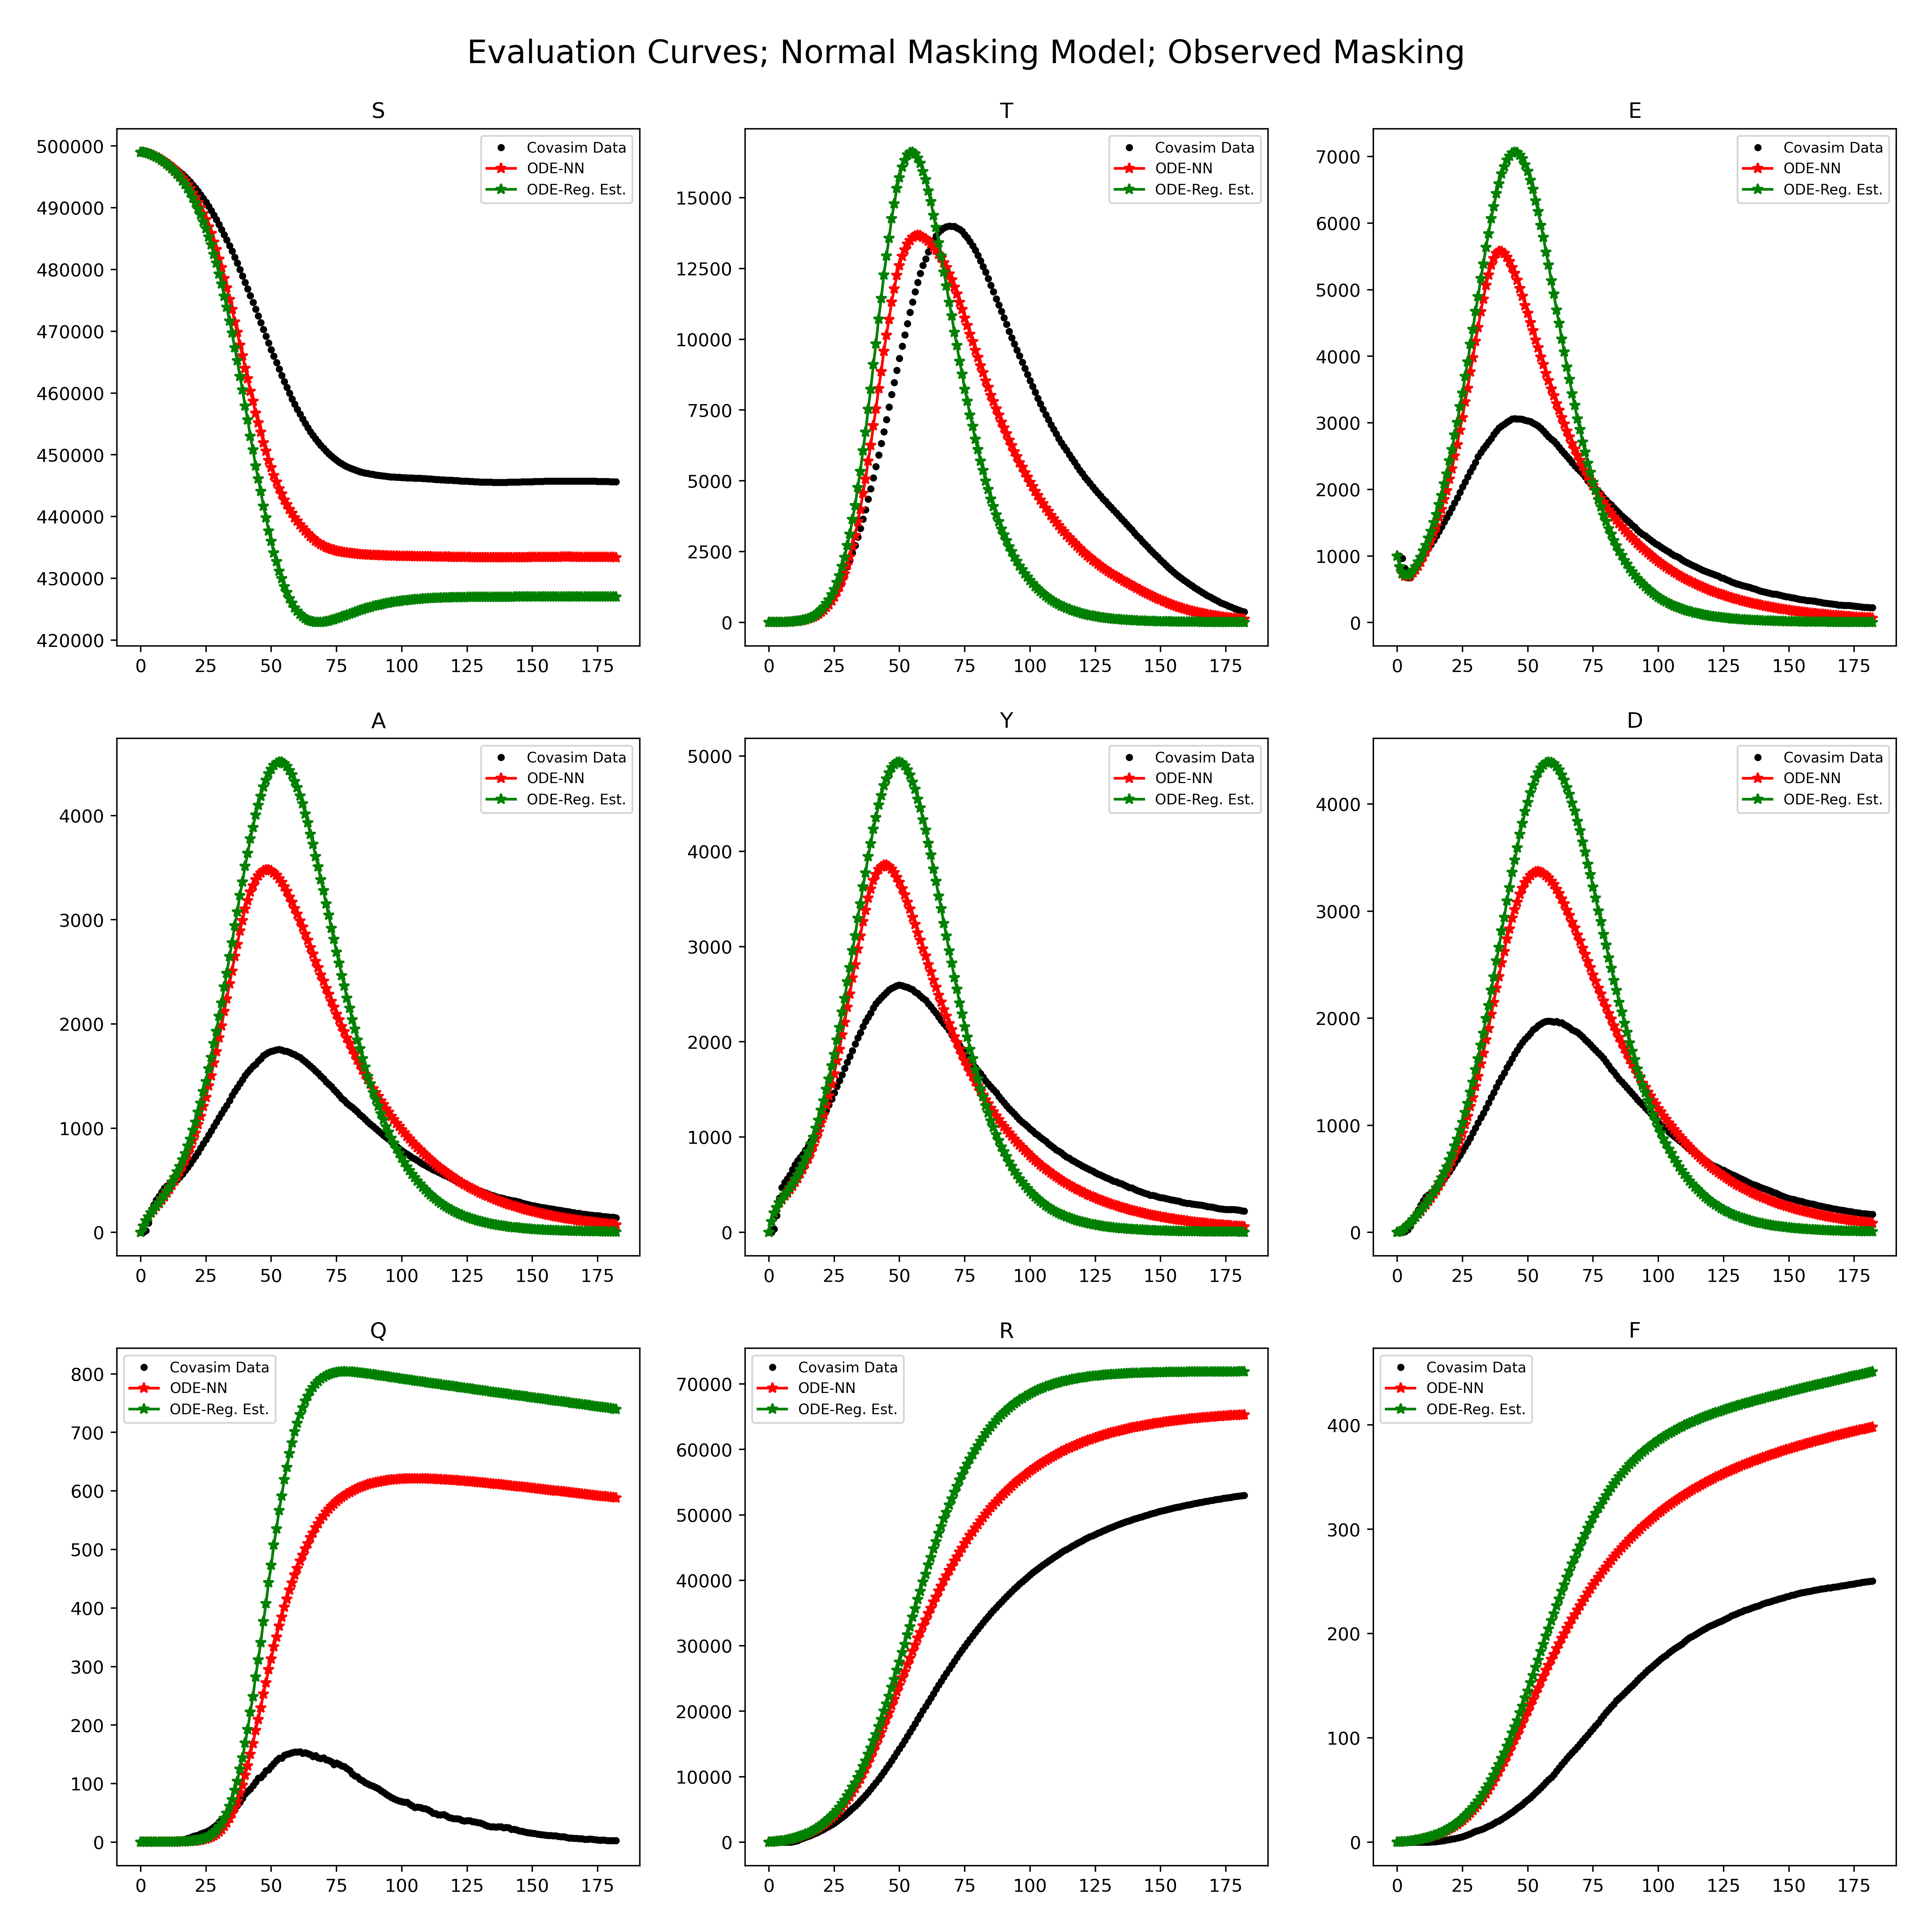 Evaluation Curves; Normal Masking Model; Observed Masking
S
500000
490000
480000
470000
460000
450000
440000
430000
420000
0 25 50 75 100 125 150 175
Covasim Data
ODE-NN
ODE-Reg. Est.
T
15000
12500
10000
7500
5000
2500
0
0 25 50 75 100 125 150 175
Covasim Data
ODE-NN
ODE-Reg. Est.
E
7000
6000
5000
4000
3000
2000
1000
0
0 25 50 75 100 125 150 175
Covasim Data
ODE-NN
ODE-Reg. Est.
A
4000
3000
2000
1000
0
0 25 50 75 100 125 150 175
Covasim Data
ODE-NN
ODE-Reg. Est.
Y
5000
4000
3000
2000
1000
0
0 25 50 75 100 125 150 175
Covasim Data
ODE-NN
ODE-Reg. Est.
D
4000
3000
2000
1000
0
0 25 50 75 100 125 150 175
Covasim Data
ODE-NN
ODE-Reg. Est.
Q
800
700
600
500
400
300
200
100
0
0 25 50 75 100 125 150 175
Covasim Data
ODE-NN
ODE-Reg. Est.
R
70000
60000
50000
40000
30000
20000
10000
0
0 25 50 75 100 125 150 175
Covasim Data
ODE-NN
ODE-Reg. Est.
F
400
300
200
100
0
0 25 50 75 100 125 150 175
Covasim Data
ODE-NN
ODE-Reg. Est.